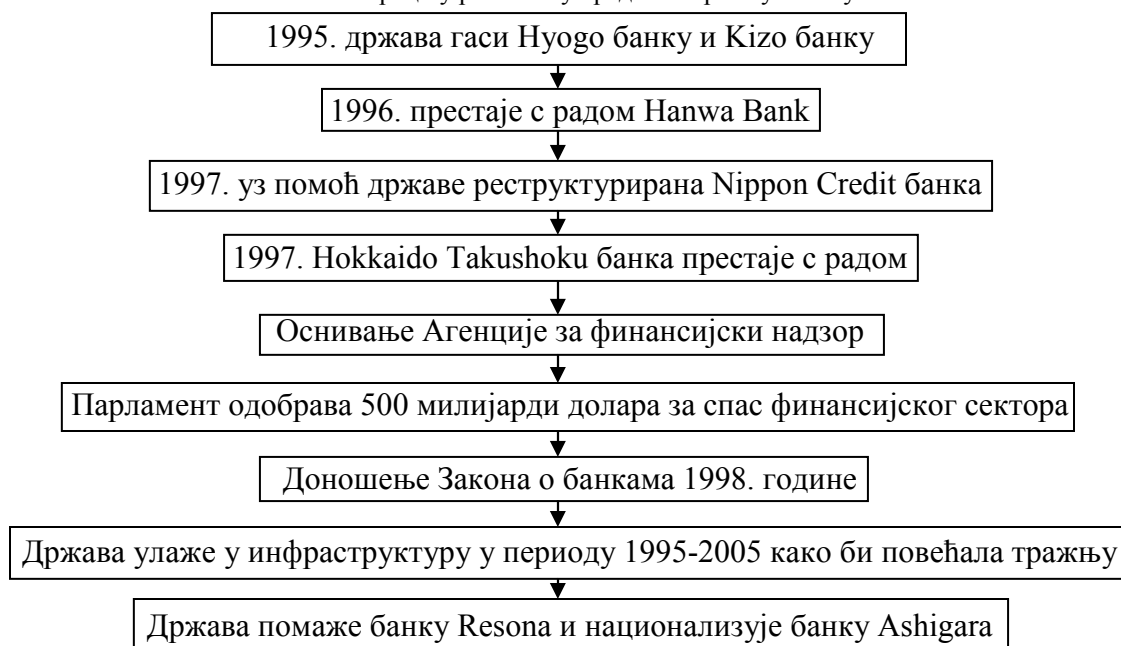 1995. држава гаси Hyogo банку и Kizo банку
1996. престаје с радом Hanwa Bank
1997. уз помоћ државе реструктурирана Nippon Credit банка
1997. Hokkaido Takushoku банка престаје с радом
Оснивање Агенције за финансијски надзор
Парламент одобрава 500 милијарди долара за спас финансијског сектора
Доношење Закона о банкама 1998. године
Држава улаже у инфраструктуру у периоду 1995-2005 како би повећала тражњу
Држава помаже банку Resona и национализује банку Ashigara